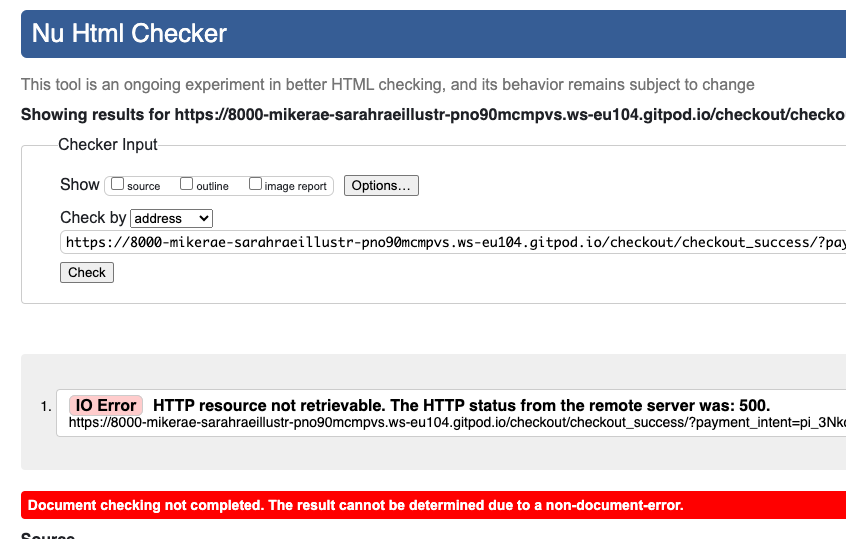 Nu Html Checker
This tool is an ongoing experiment in better HTML checking, and its behavior remains subject to change
Showing results for https://8000-mikerae-sarahraeillustr-pno90mcmpvs.ws-eu104.gitpod.io/checkout/checko
Checker Input
Show source outline image report Options...
Check by address
https://8000-mikerae-sarahraeillustr-pno90mcmpvs.ws-eu104.gitpod.io/checkout/checkout_success/?pay
Check
1. IO Error HTTP resource not retrievable. The HTTP status from the remote server was: 500.
https://8000-mikerae-sarahraeillustr-pno90mcmpvs.ws-eu104.gitpod.io/checkout/checkout_success/?payment_intent=pi_3Nk
Document checking not completed. The result cannot be determined due to a non-document-error.
Source